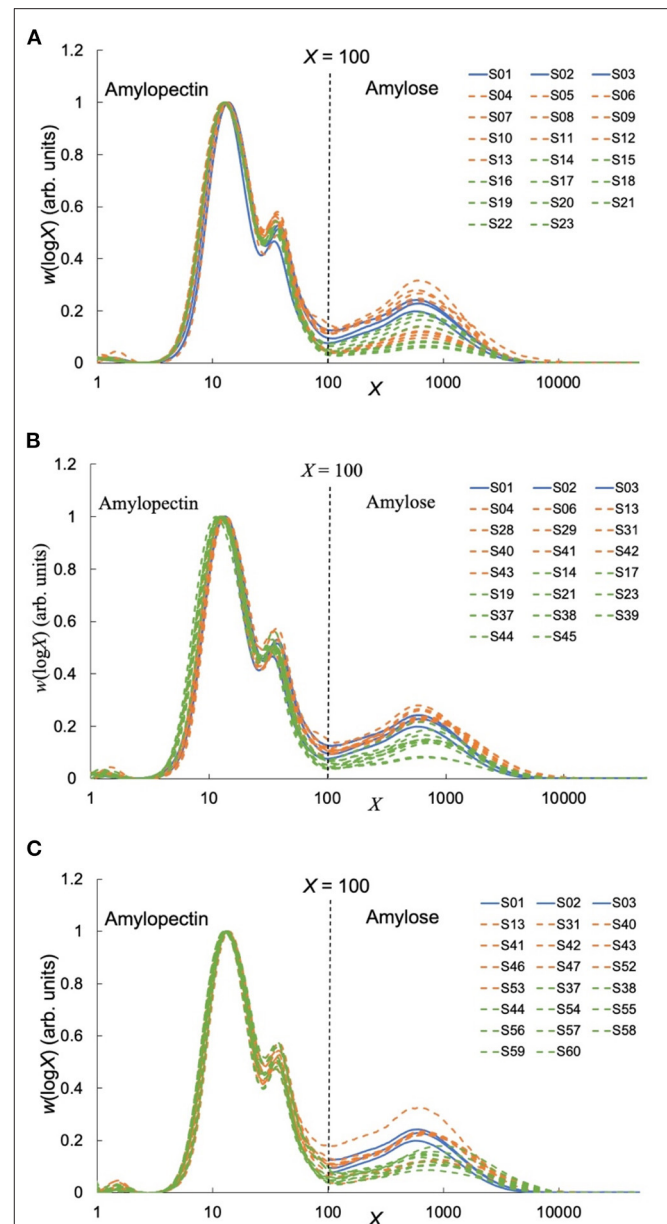 A
X = 100
Amylopectin
Amylose
1.2
1
0.8
0.6
0.4
0.2
0
w(logX) (arb. units)
1 10 100 1000 10000
X
S01 S02 S03
S04 S05 S06
S07 S08 S09
S10 S11 S12
S13 S14 S15
S16 S17 S18
S19 S20 S21
S22 S23
B
X = 100
Amylopectin
Amylose
1.2
1
0.8
0.6
0.4
0.2
0
w(logX) (arb. units)
1 10 100 1000 10000
X
S01 S02 S03
S04 S06 S13
S28 S29 S31
S40 S41 S42
S43 S14 S17
S19 S21 S23
S37 S38 S39
S44 S45
C
X = 100
Amylopectin
Amylose
1.2
1
0.8
0.6
0.4
0.2
0
w(logX) (arb. units)
1 10 100 1000 10000
X
S01 S02 S03
S13 S31 S40
S41 S42 S43
S46 S47 S52
S53 S37 S38
S44 S54 S55
S56 S57 S58
S59 S60